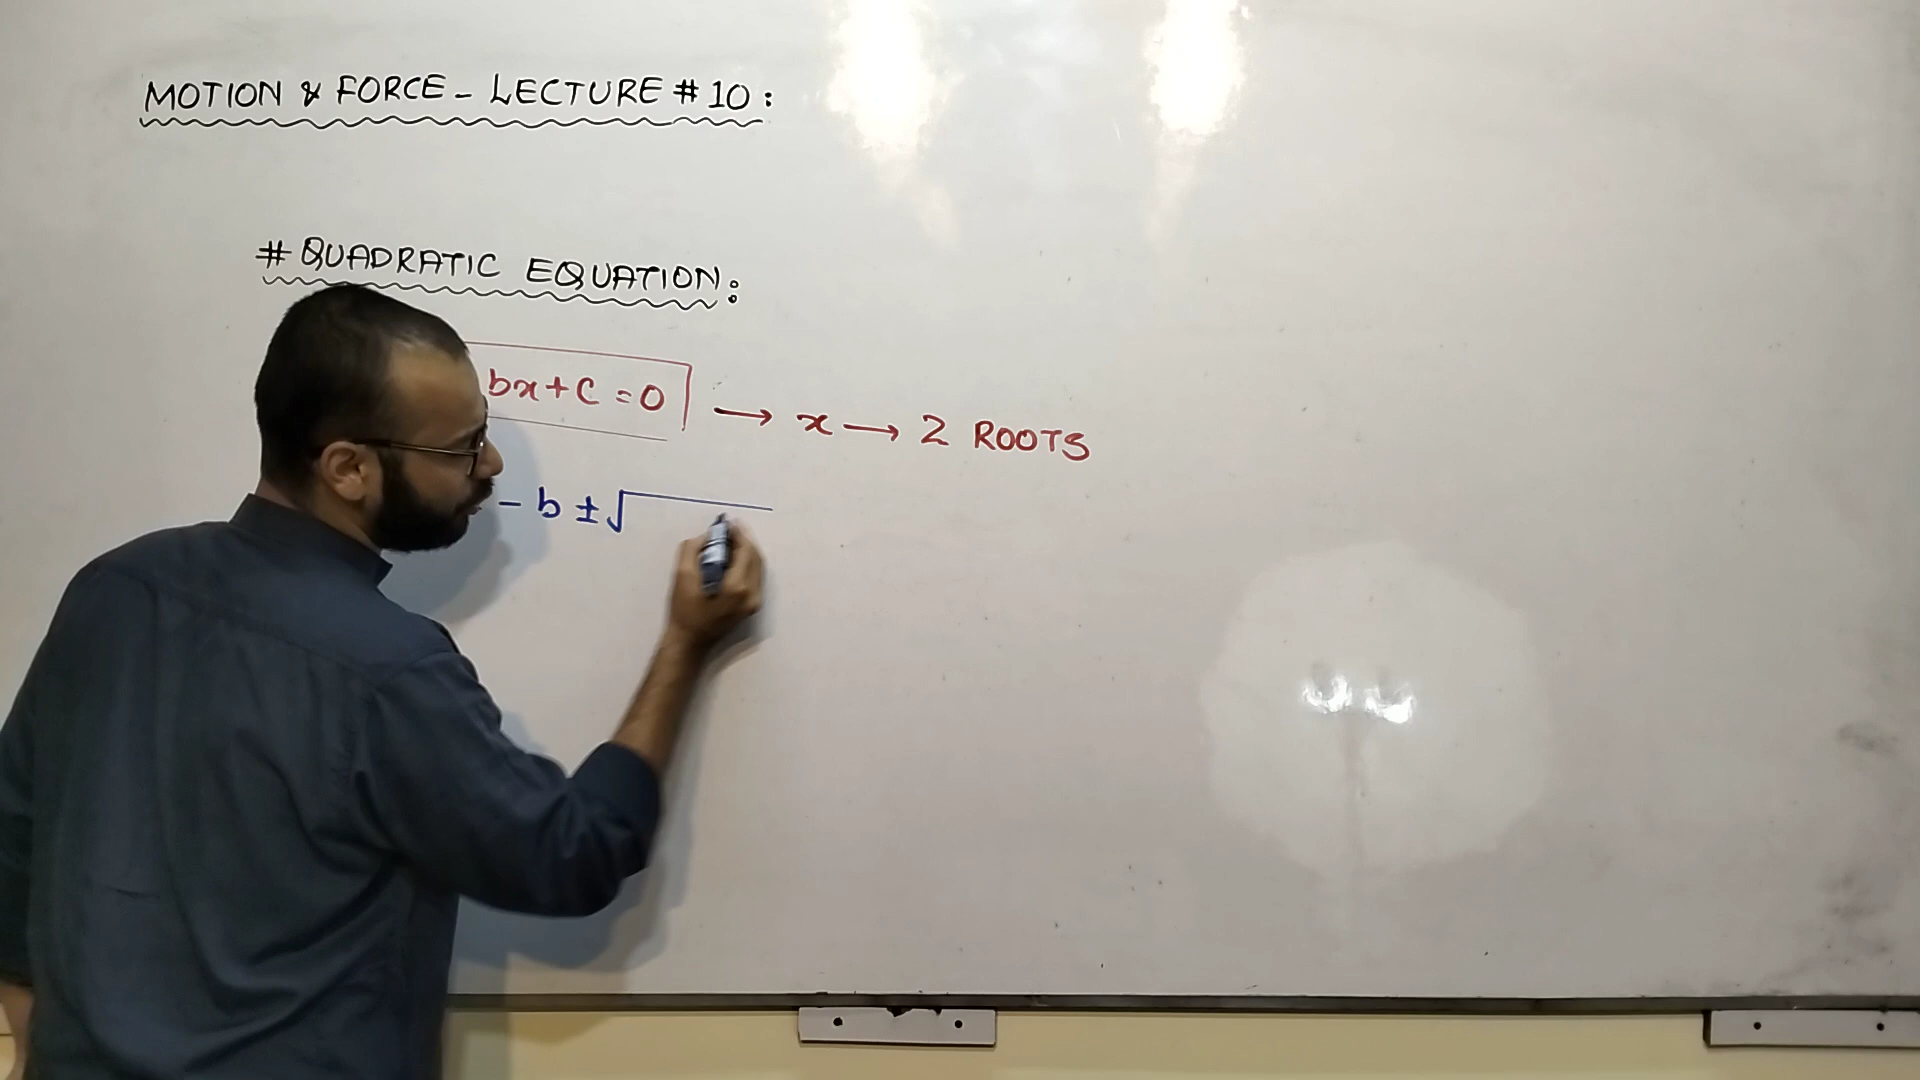 MOTION & FORCE - LECTURE # 10 :
# QUADRATIC EQUATION :
bx + C = 0 → x → 2 ROOTS
- b ± √